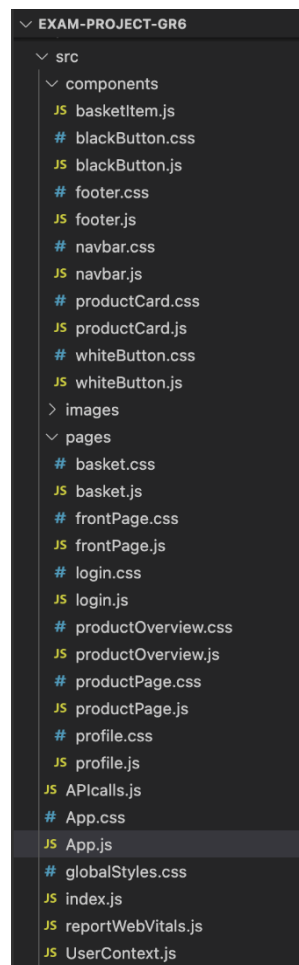 EXAM-PROJECT-GR6
src
components
JS basketItem.js
# blackButton.css
JS blackButton.js
# footer.css
JS footer.js
# navbar.css
JS navbar.js
# productCard.css
JS productCard.js
# whiteButton.css
JS whiteButton.js
images
pages
# basket.css
JS basket.js
# frontPage.css
JS frontPage.js
# login.css
JS login.js
# productOverview.css
JS productOverview.js
# productPage.css
JS productPage.js
# profile.css
JS profile.js
JS APIcalls.js
# App.css
JS App.js
# globalStyles.css
JS index.js
JS reportWebVitals.js
JS UserContext.js